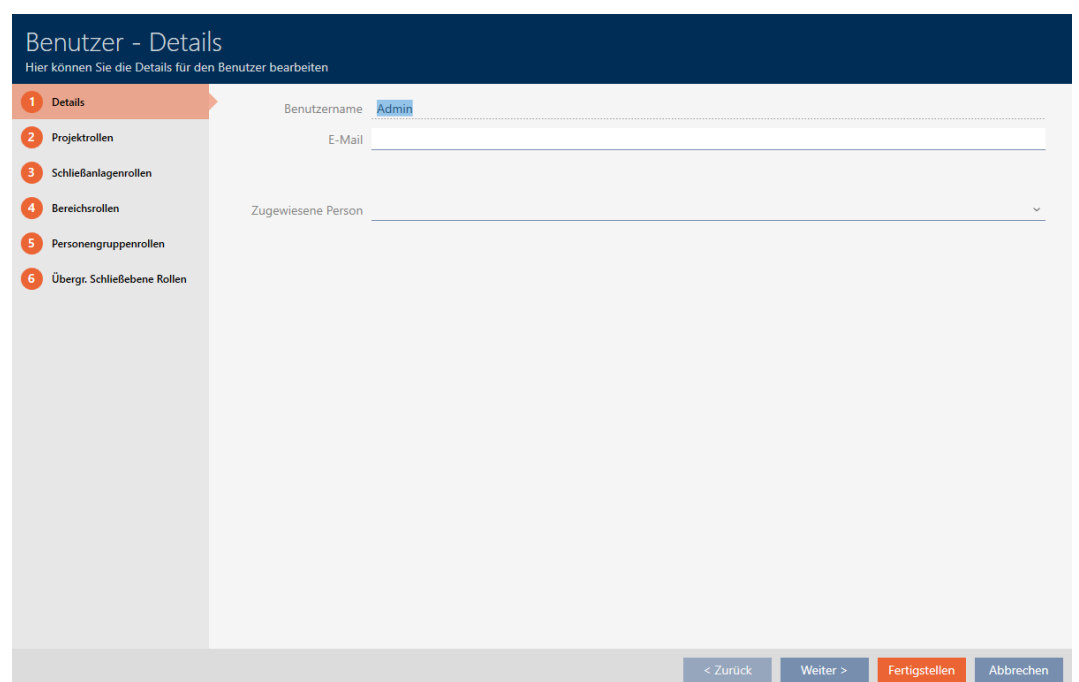 Benutzer - Details
Hier können Sie die Details für den Benutzer bearbeiten
1 Details
2 Projektrollen
3 Schließanlagenrollen
4 Bereichsrollen
5 Personengruppenrollen
6 Übergr. Schließebene Rollen
Benutzername Admin
E-Mail
Zugewiesene Person
< Zurück Weiter > Fertigstellen Abbrechen